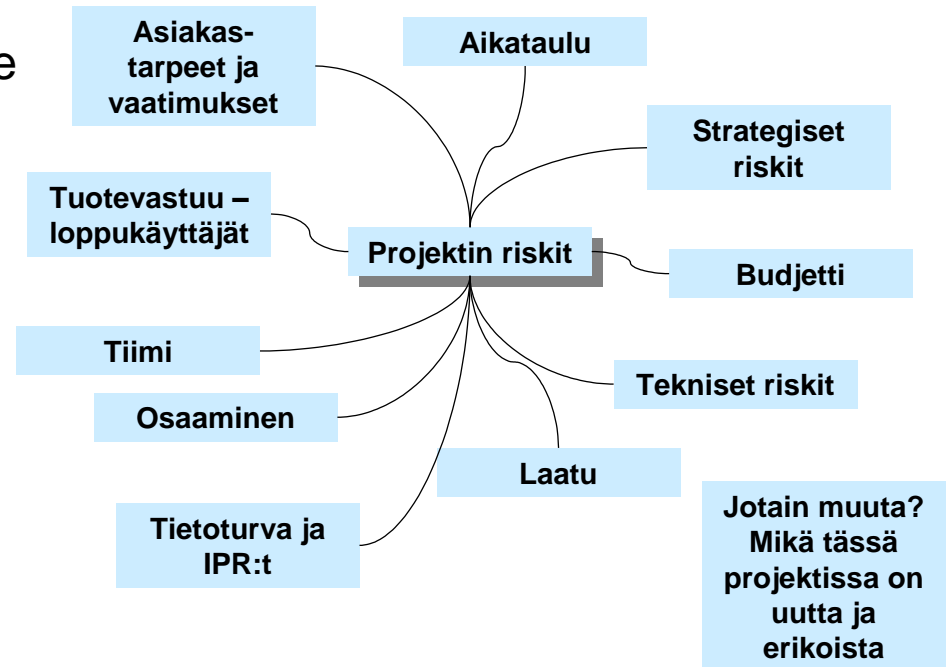 e
Asiakas-
tarpeet ja
vaatimukset
Aikataulu
Strategiset
riskit
Tuotevastuu –
loppukäyttäjät
Projektin riskit
Budjetti
Tiimi
Tekniset riskit
Osaaminen
Laatu
Tietoturva ja
IPR:t
Jotain muuta?
Mikä tässä
projektissa on
uutta ja
erikoista